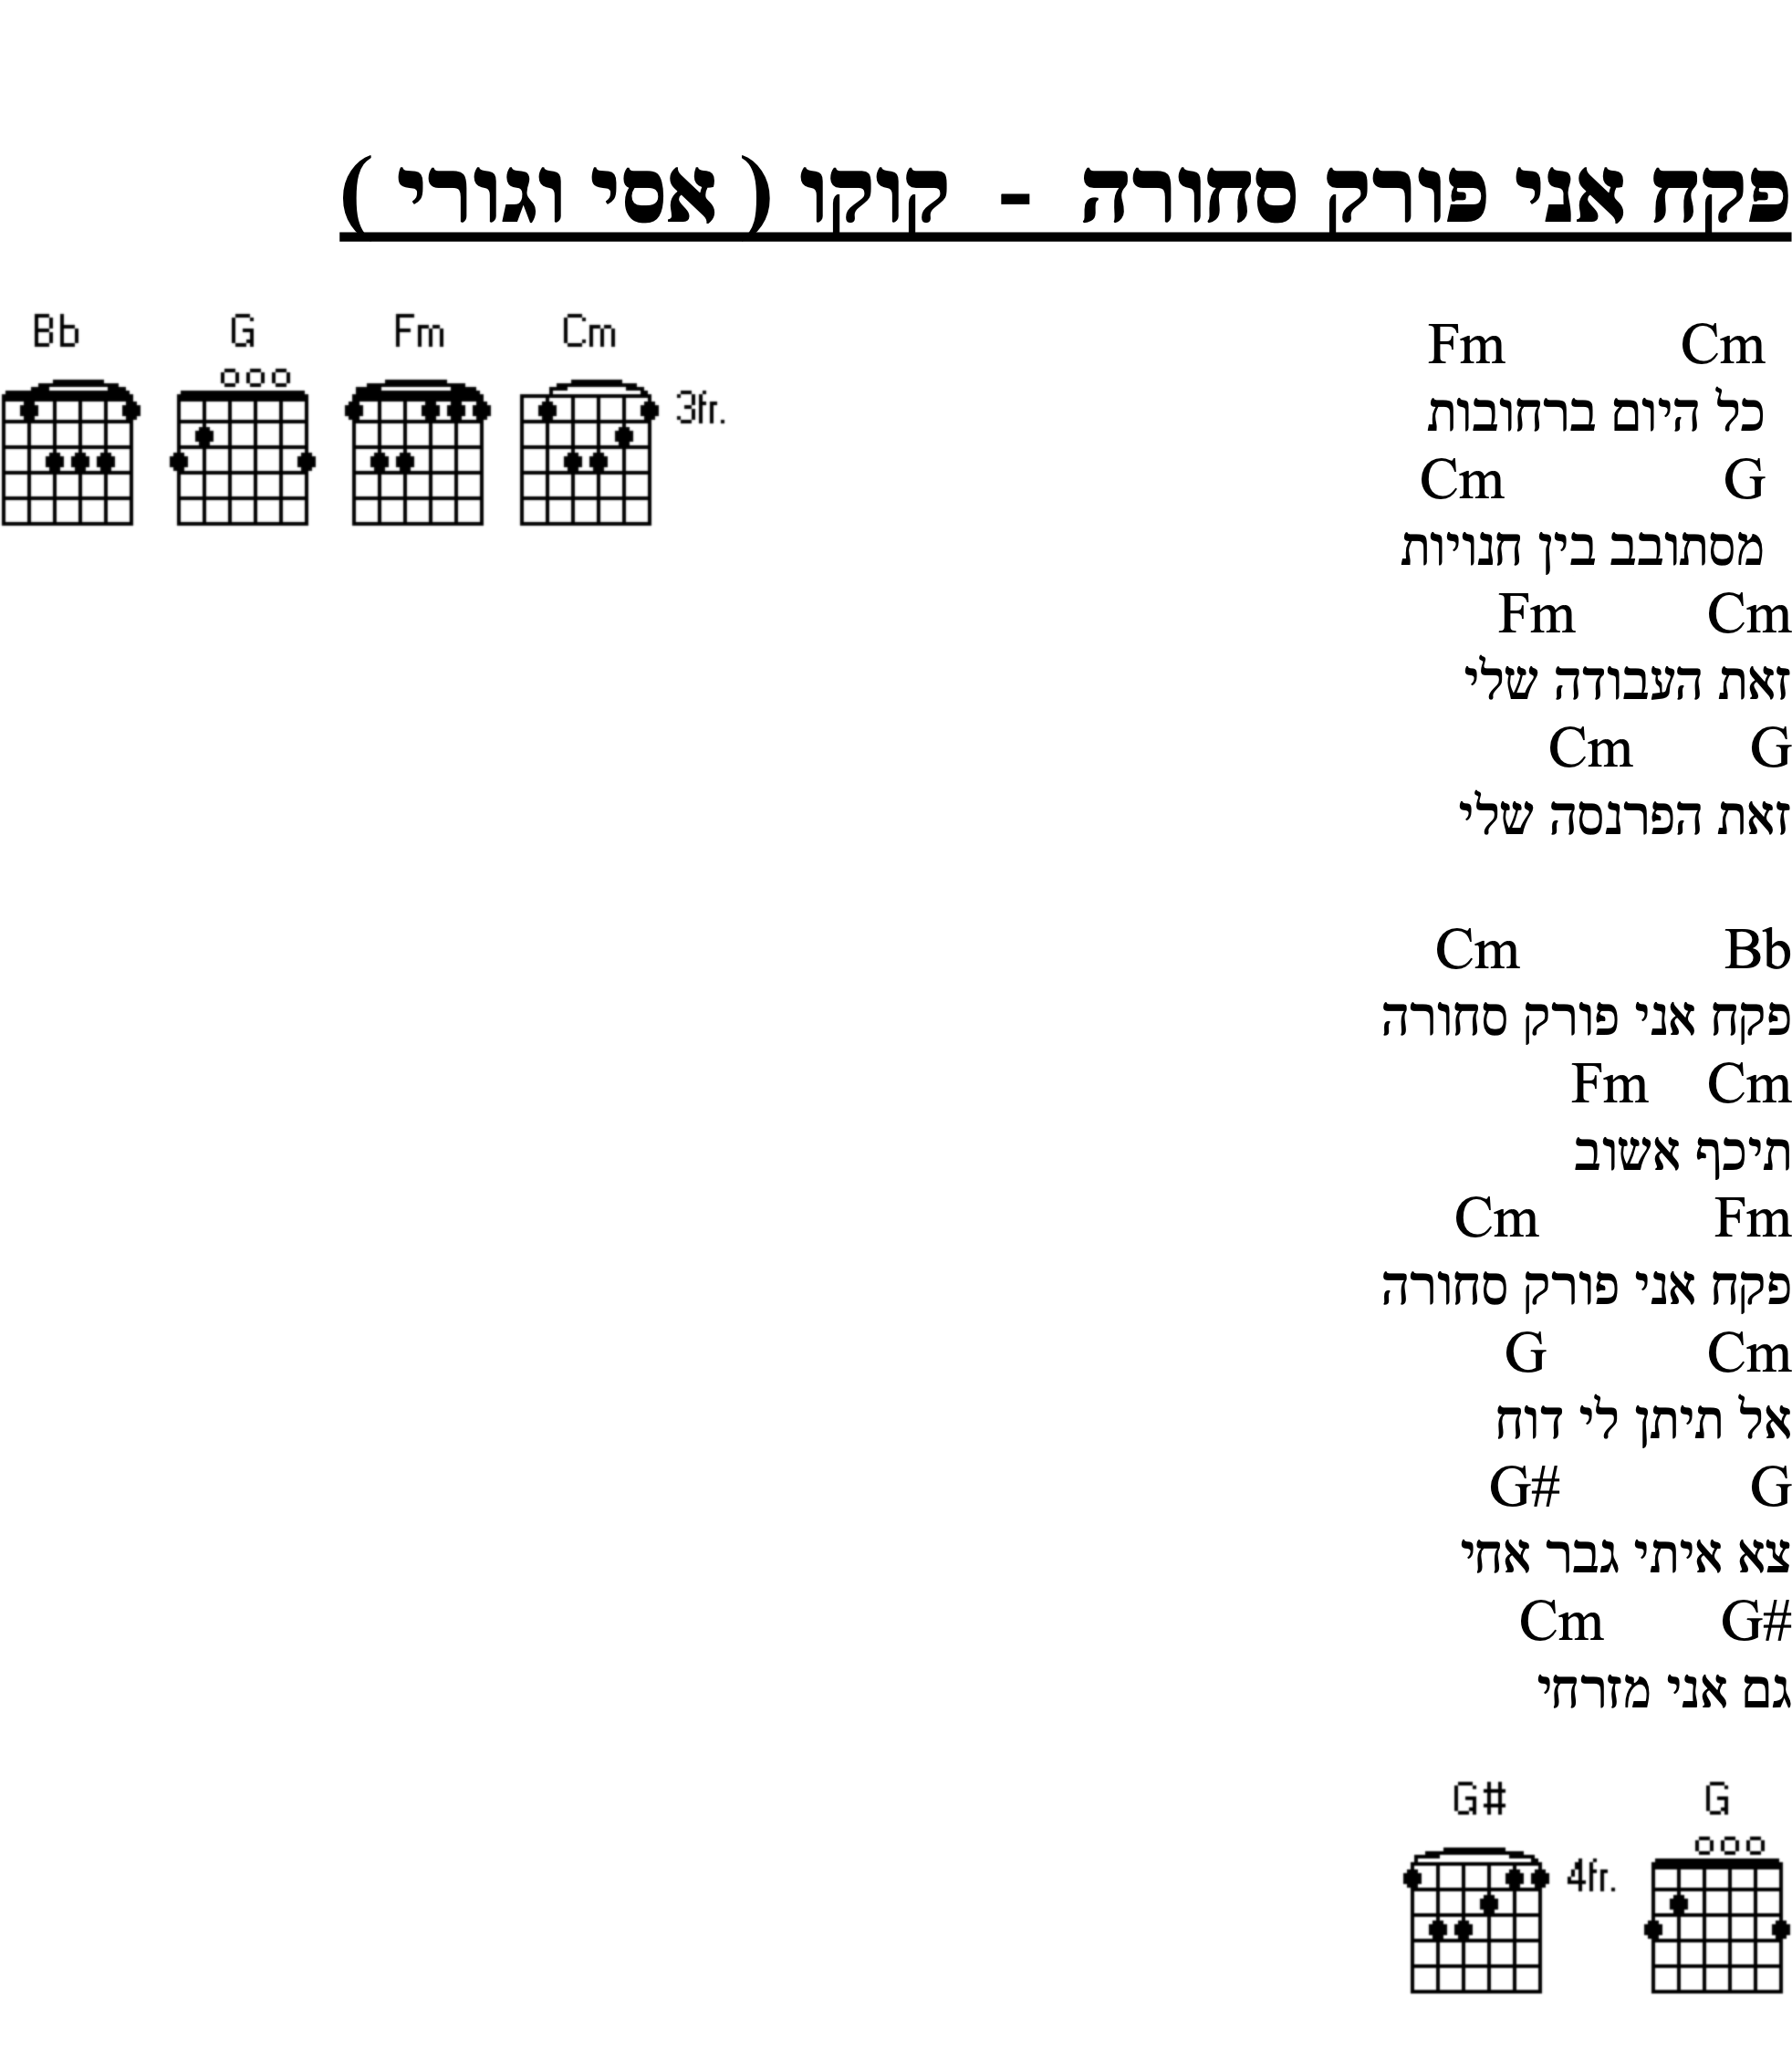 פקח אני פורק סחורה - קוקו ( אסי וגורי )
Cm Fm
כל היום ברחובות
G Cm
מסתובב בין חנויות
Cm Fm
זאת העבודה שלי
G Cm
זאת הפרנסה שלי
Bb Cm
פקח אני פורק סחורה
Cm Fm
תיכף אשוב
Fm Cm
פקח אני פורק סחורה
Cm G
אל תיתן לי דוח
G G#
צא איתי גבר אחי
G# Cm
גם אני מזרחי
Bb G Fm Cm
ooo
3fr.
G# G
ooo
4fr.